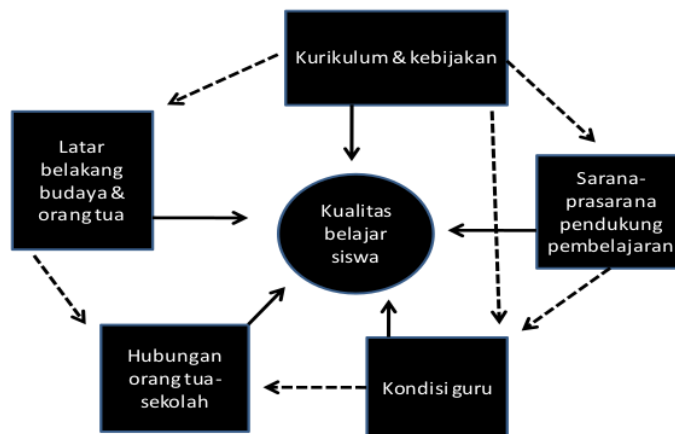 Kurikulum & kebijakan
Latar
belakang
budaya &
orang tua
Sarana-
prasarana
pendukung
pembelajaran
Kualitas
belajar
siswa
Hubungan
orang tua-
sekolah
Kondisi guru